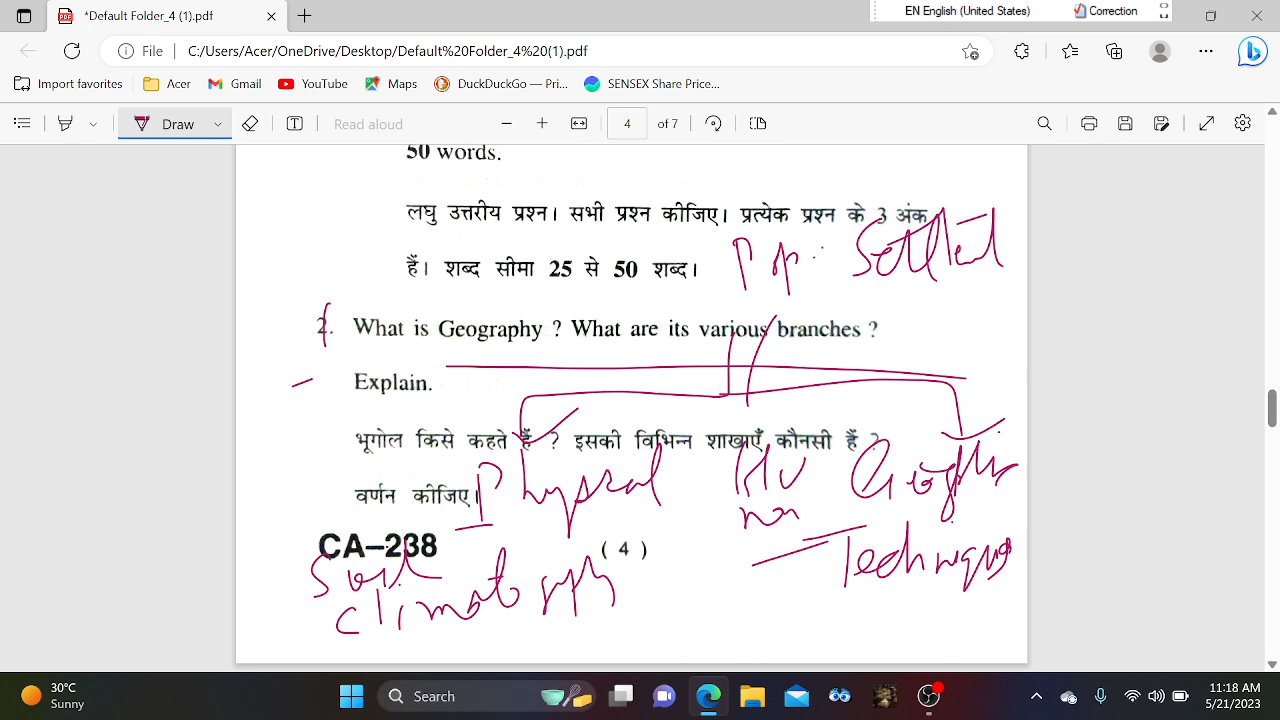 *Default Folder_4 (1).pdf
EN English (United States) Correction
File C:/Users/Acer/OneDrive/Desktop/Default%20Folder_4%20(1).pdf
Import favorites Acer Gmail YouTube Maps DuckDuckGo — Pri... SENSEX Share Price...
Draw Read aloud 4 of 7
50 words.
लघु उत्तरीय प्रश्न। सभी प्रश्न कीजिए। प्रत्येक प्रश्न के 3 अंक
हैं। शब्द सीमा 25 से 50 शब्द।
Pop.
2. What is Geography ? What are its various branches ?
Explain.
भूगोल किसे कहते हैं ? इसकी विभिन्न शाखाएँ कौनसी हैं ?
वर्णन कीजिए।
Physical
CA–238 ( 4 )
Techniques
30°C
Sunny
Search
11:18 AM
5/21/2023